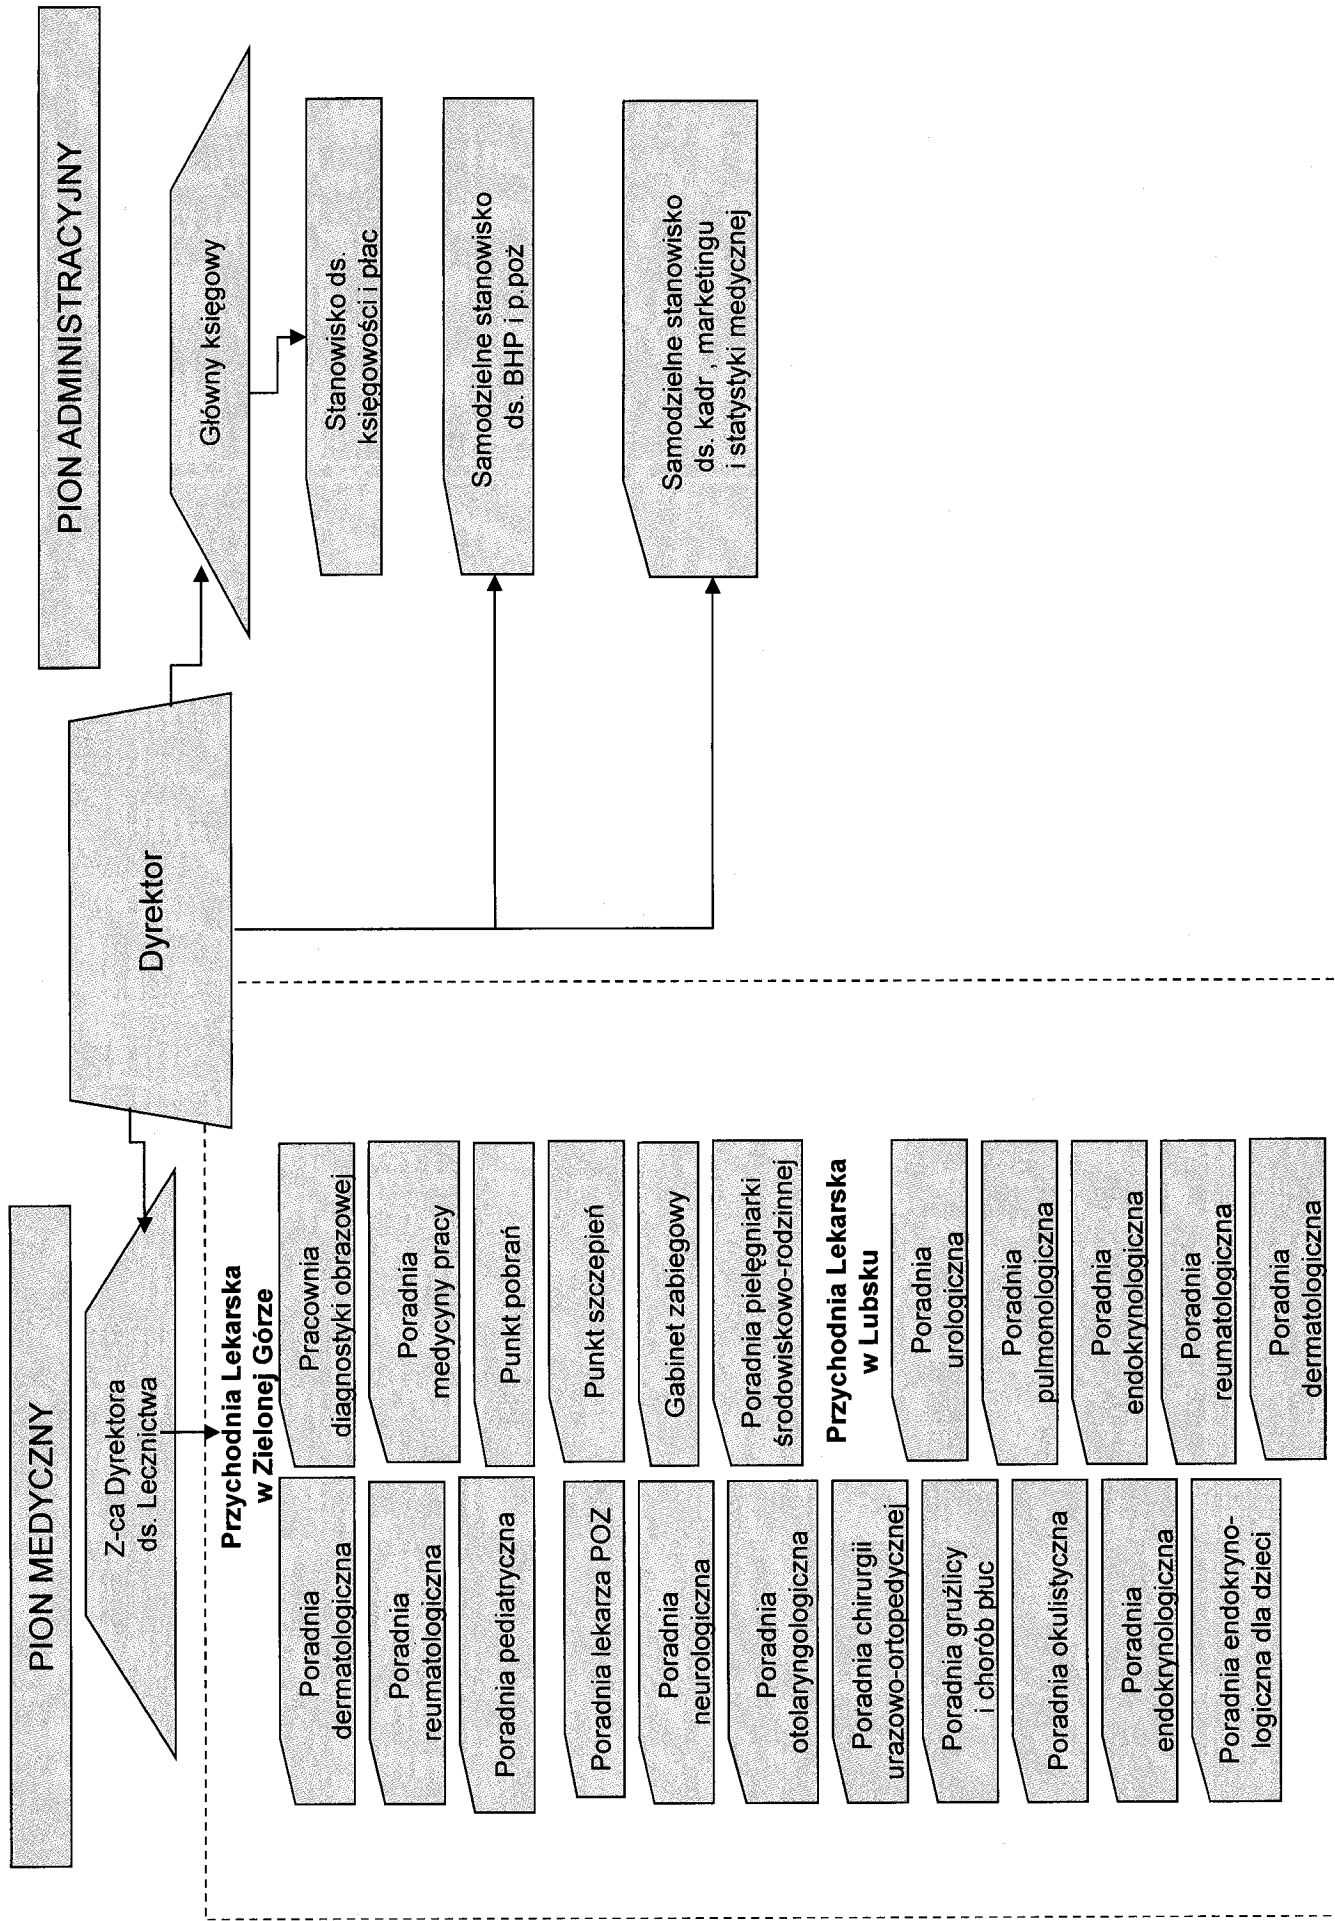 PION MEDYCZNY
PION ADMINISTRACYJNY
Dyrektor
Z-ca Dyrektora
ds. Lecznictwa
Główny księgowy
Stanowisko ds.
księgowości i płac
Samodzielne stanowisko
ds. BHP i p.poz
Samodzielne stanowisko
ds. kadr , marketingu
i statystyki medycznej
Przychodnia Lekarska
w Zielonej Górze
Poradnia
dermatologiczna
Poradnia
reumatologiczna
Poradnia pediatryczna
Poradnia lekarza POZ
Poradnia
neurologiczna
Poradnia
otolaryngologiczna
Poradnia chirurgii
urazowo-ortopedycznej
Poradnia gruźlicy
i chorób płuc
Poradnia okulistyczna
Poradnia
endokrynologiczna
Poradnia endokryno-
logiczna dla dzieci
Pracownia
diagnostyki obrazowej
Poradnia
medycyny pracy
Punkt pobrań
Punkt szczepień
Gabinet zabiegowy
Poradnia pielęgniarki
środowiskowo-rodzinnej
Przychodnia Lekarska
w Lubsku
Poradnia
urologiczna
Poradnia
pulmonologiczna
Poradnia
endokrynologiczna
Poradnia
reumatologiczna
Poradnia
dermatologiczna